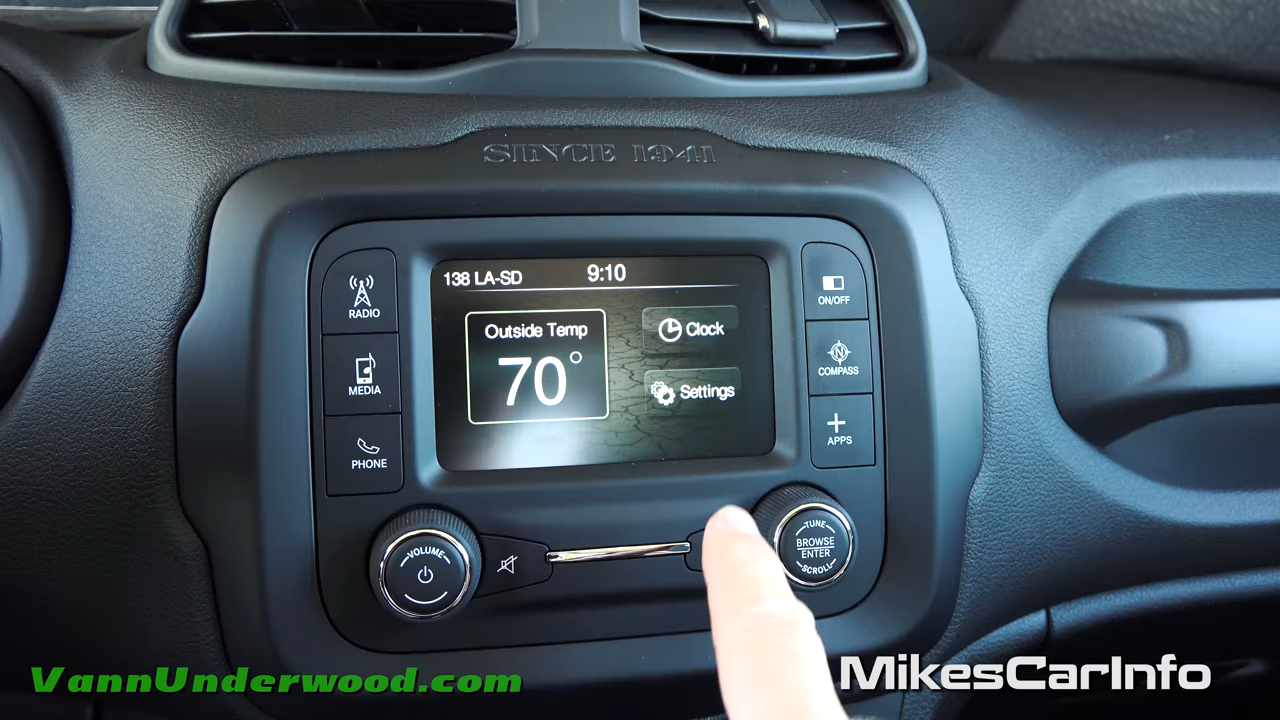 SINCE 1941
138 LA-SD 9:10
RADIO
MEDIA
PHONE
Outside Temp
70°
Clock
Settings
ON/OFF
N
COMPASS
APPS
VOLUME
TUNE
BROWSE
ENTER
SCROLL
VannUnderwood.com
MikesCarInfo